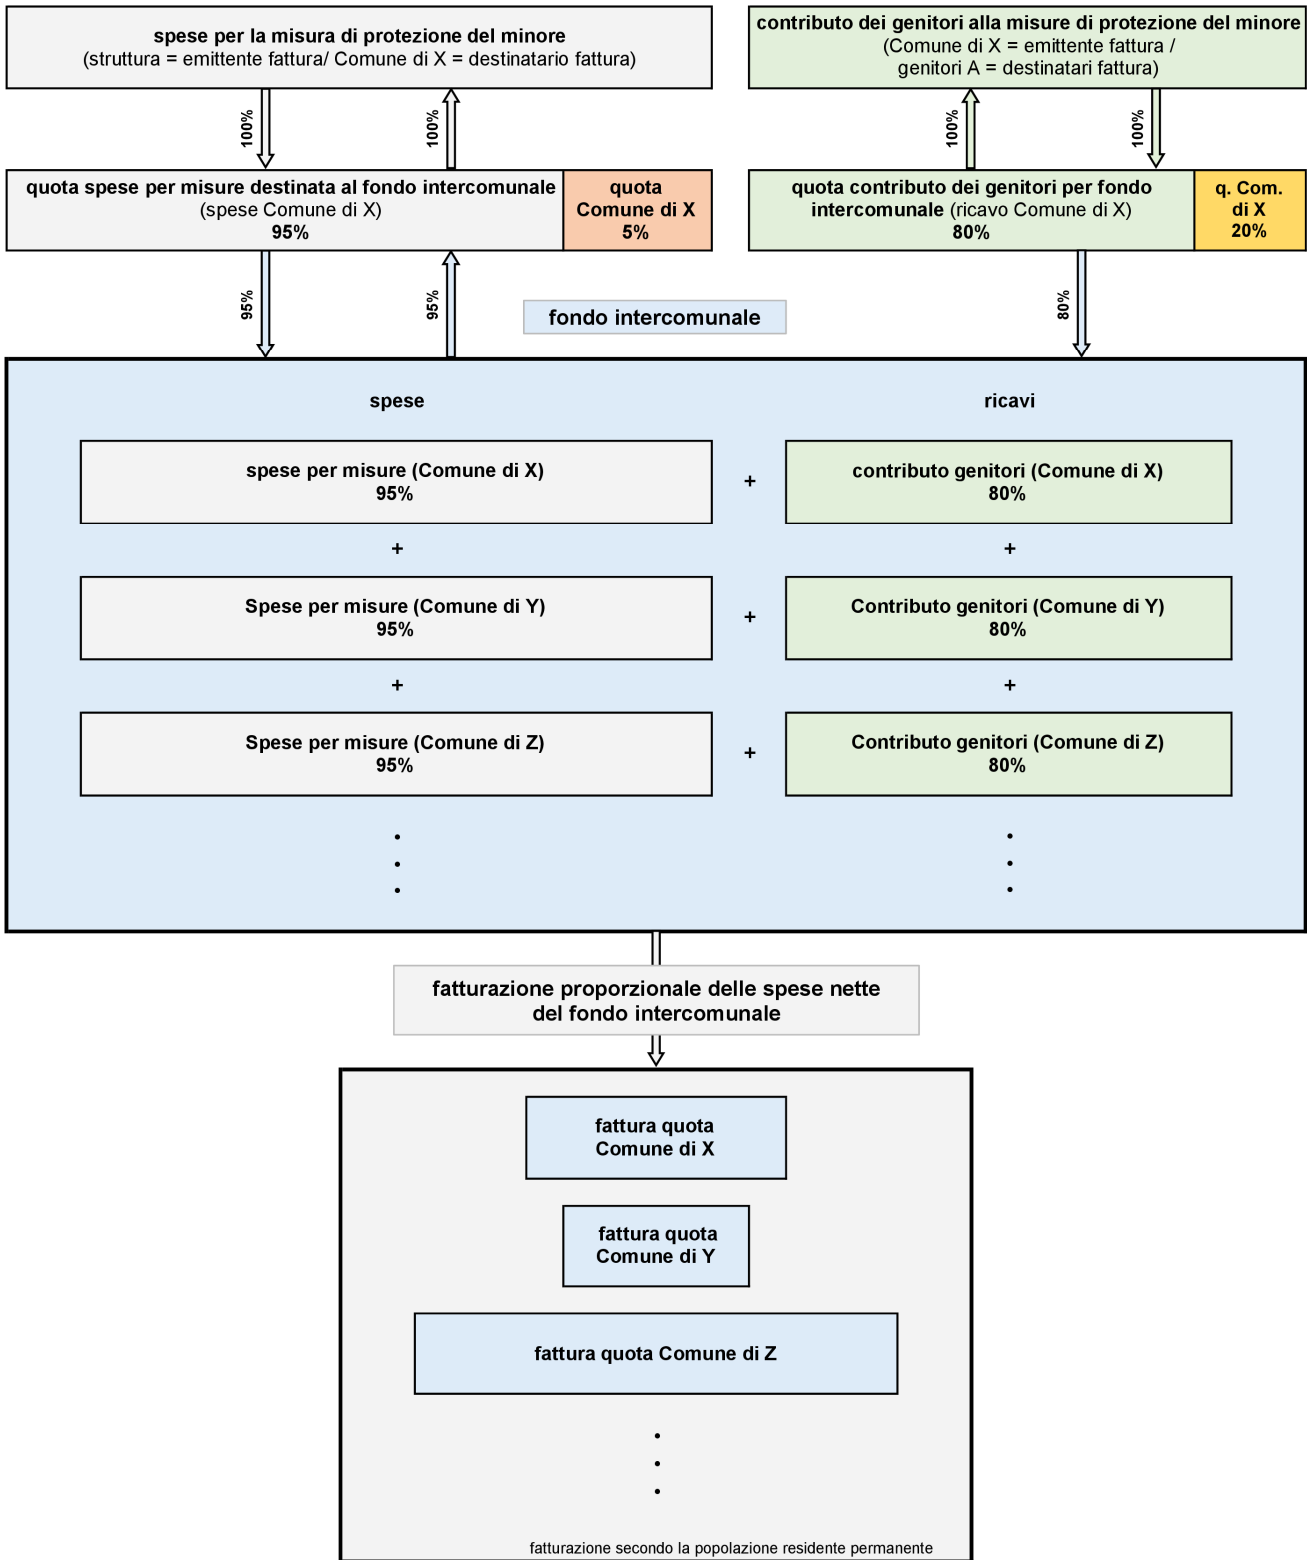 spese per la misura di protezione del minore
(struttura = emittente fattura/ Comune di X = destinatario fattura)
contributo dei genitori alla misure di protezione del minore
(Comune di X = emittente fattura /
genitori A = destinatari fattura)
100%
100%
100%
100%
quota spese per misure destinata al fondo intercomunale
(spese Comune di X)
95%
quota
Comune di X
5%
quota contributo dei genitori per fondo
intercomunale (ricavo Comune di X)
80%
q. Com.
di X
20%
95%
95%
fondo intercomunale
80%
spese
ricavi
spese per misure (Comune di X)
95%
+
contributo genitori (Comune di X)
80%
+
+
Spese per misure (Comune di Y)
95%
+
Contributo genitori (Comune di Y)
80%
+
+
Spese per misure (Comune di Z)
95%
+
Contributo genitori (Comune di Z)
80%
fatturazione proporzionale delle spese nette
del fondo intercomunale
fattura quota
Comune di X
fattura quota
Comune di Y
fattura quota Comune di Z
fatturazione secondo la popolazione residente permanente